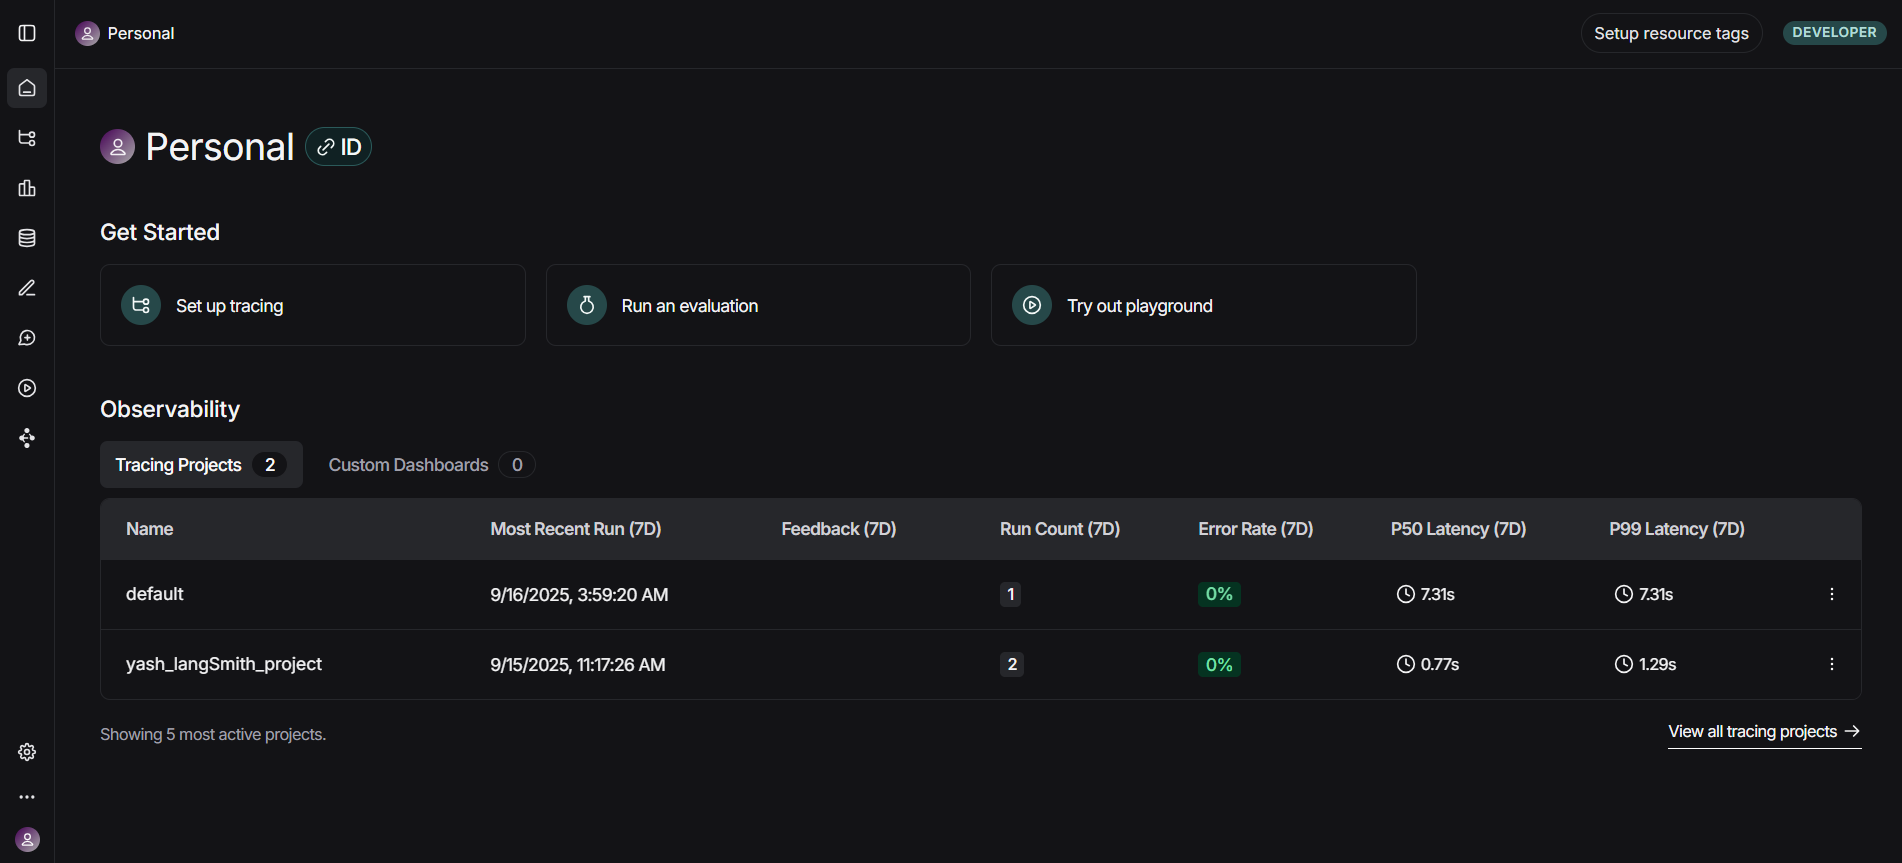 Personal
Setup resource tags
DEVELOPER
Personal
ID
Get Started
Set up tracing
Run an evaluation
Try out playground
Observability
Tracing Projects 2
Custom Dashboards 0
Name Most Recent Run (7D) Feedback (7D) Run Count (7D) Error Rate (7D) P50 Latency (7D) P99 Latency (7D)
default 9/16/2025, 3:59:20 AM 1 0% 7.31s 7.31s
yash_langSmith_project 9/15/2025, 11:17:26 AM 2 0% 0.77s 1.29s
Showing 5 most active projects.
View all tracing projects →